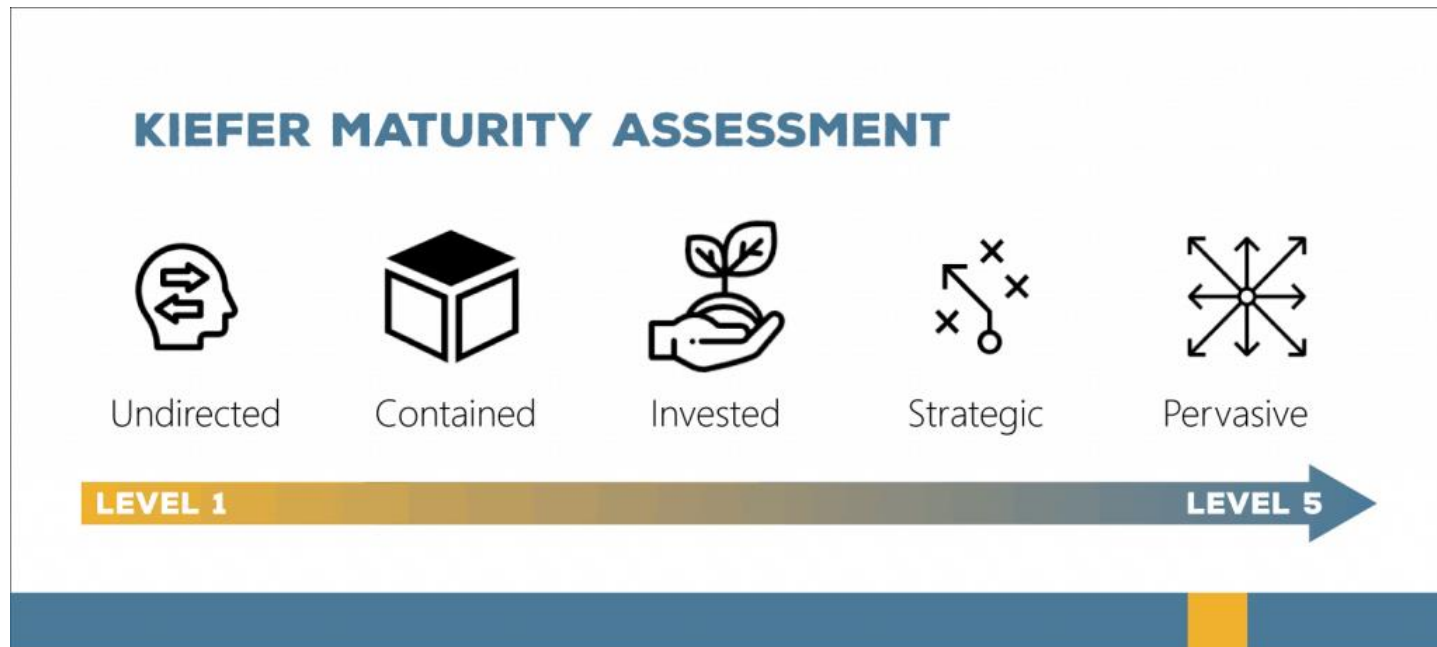 KIEFER MATURITY ASSESSMENT
Undirected Contained Invested Strategic Pervasive
LEVEL 1 LEVEL 5